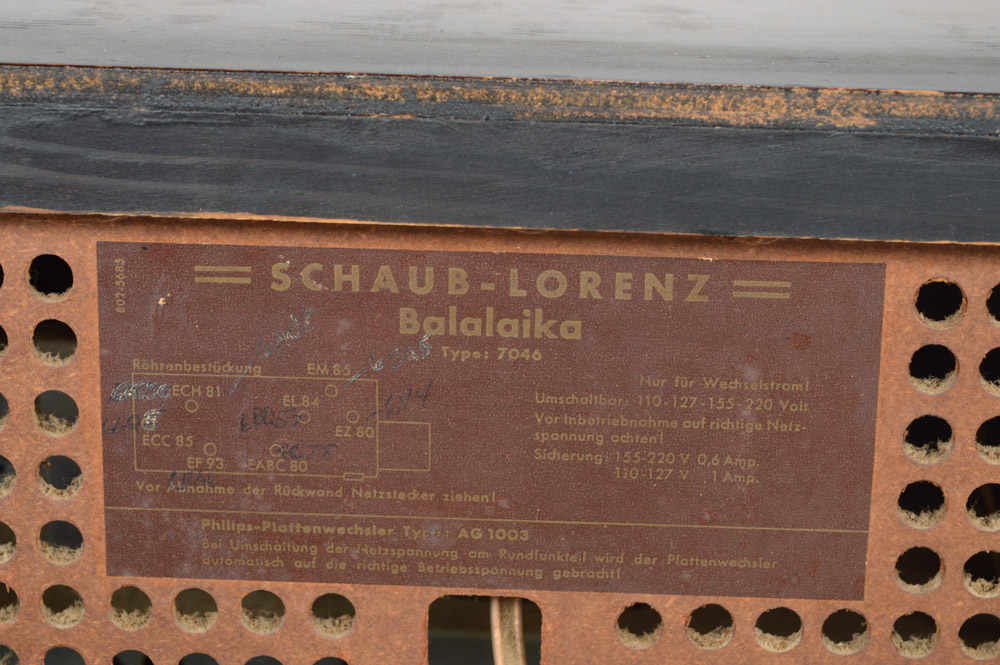 802-5685
SCHAUB-LORENZ
Balalaika
Type: 7046
Röhrenbestückung
EM 85
ECH 81
EL 84
EZ 80
ECC 85
EF 93
EABC 80
Vor Abnahme der Rückwand Netzstecker ziehen!
Nur für Wechselstrom!
Umschaltbar: 110-127-155-220 Volt
Vor Inbetriebnahme auf richtige Netz-
spannung achten!
Sicherung: 155-220 V 0,6 Amp.
110-127 V 1 Amp.
Philips-Plattenwechsler Type: AG 1003
Bei Umschaltung der Netzspannung am Rundfunkteil wird der Plattenwechsler
automatisch auf die richtige Betriebsspannung gebracht!